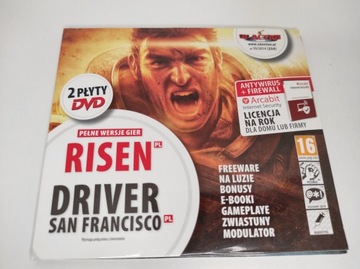 2 PŁYTY
DVD
PEŁNE WERSJE GIER
RISEN PL
DRIVER
SAN FRANCISCO PL
ANTYWIRUS
+ FIREWALL
Arcabit
Internet Security
LICENCJA
NA ROK
DLA DOMU LUB FIRMY
16
FREEWARE
NA LUZIE
BONUSY
E-BOOKI
GAMEPLAYE
ZWIASTUNY
MODULATOR